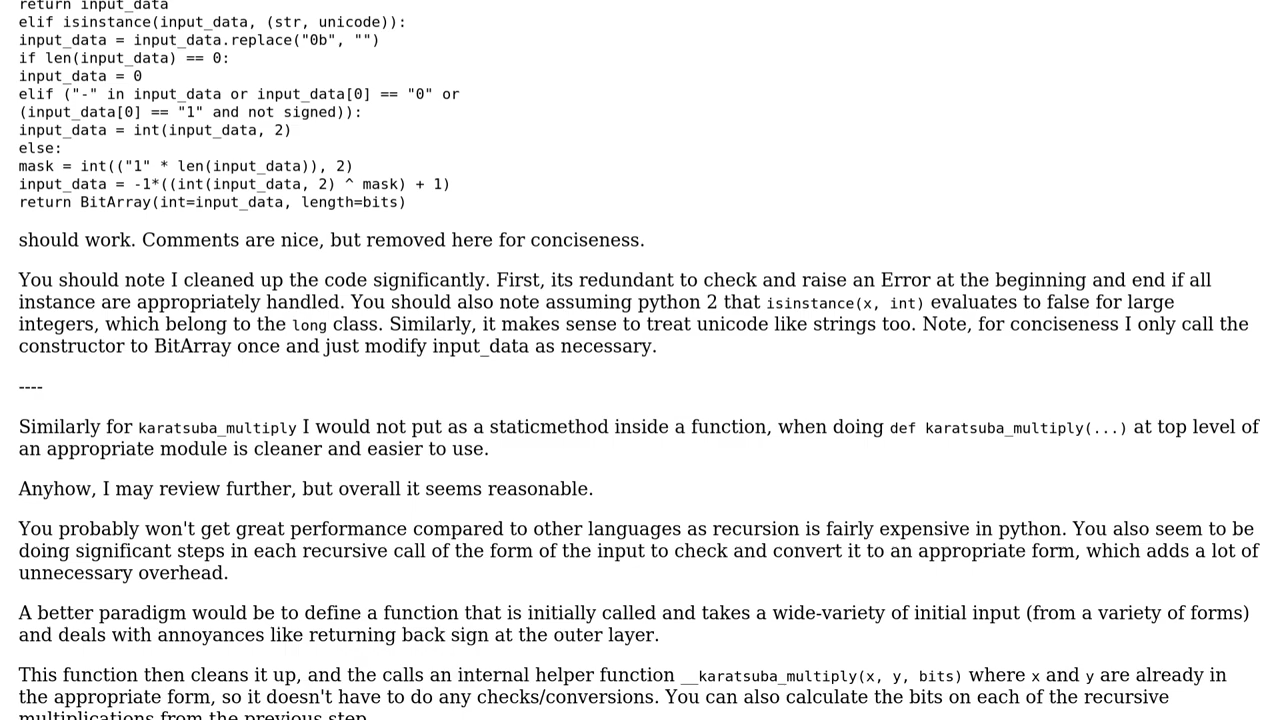 return input_data
elif isinstance(input_data, (str, unicode)):
input_data = input_data.replace("0b", "")
if len(input_data) == 0:
input_data = 0
elif ("-" in input_data or input_data[0] == "0" or
(input_data[0] == "1" and not signed)):
input_data = int(input_data, 2)
else:
mask = int(("1" * len(input_data)), 2)
input_data = -1*((int(input_data, 2) ^ mask) + 1)
return BitArray(int=input_data, length=bits)
should work. Comments are nice, but removed here for conciseness.
You should note I cleaned up the code significantly. First, its redundant to check and raise an Error at the beginning and end if all
instance are appropriately handled. You should also note assuming python 2 that isinstance(x, int) evaluates to false for large
integers, which belong to the long class. Similarly, it makes sense to treat unicode like strings too. Note, for conciseness I only call the
constructor to BitArray once and just modify input_data as necessary.
----
Similarly for karatsuba_multiply I would not put as a staticmethod inside a function, when doing def karatsuba_multiply(...) at top level of
an appropriate module is cleaner and easier to use.
Anyhow, I may review further, but overall it seems reasonable.
You probably won't get great performance compared to other languages as recursion is fairly expensive in python. You also seem to be
doing significant steps in each recursive call of the form of the input to check and convert it to an appropriate form, which adds a lot of
unnecessary overhead.
A better paradigm would be to define a function that is initially called and takes a wide-variety of initial input (from a variety of forms)
and deals with annoyances like returning back sign at the outer layer.
This function then cleans it up, and the calls an internal helper function __karatsuba_multiply(x, y, bits) where x and y are already in
the appropriate form, so it doesn't have to do any checks/conversions. You can also calculate the bits on each of the recursive
multiplications from the previous step.